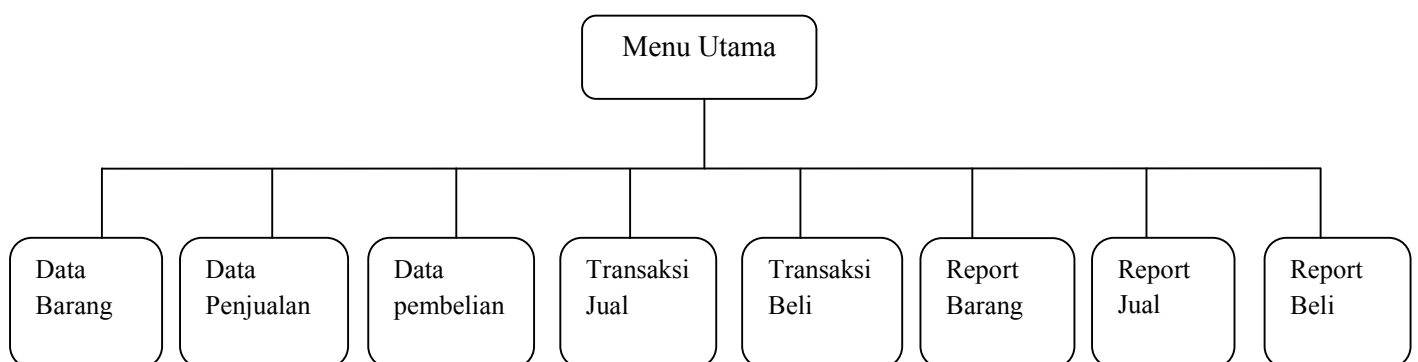 Menu Utama
Data
Barang
Data
Penjualan
Data
pembelian
Transaksi
Jual
Transaksi
Beli
Report
Barang
Report
Jual
Report
Beli